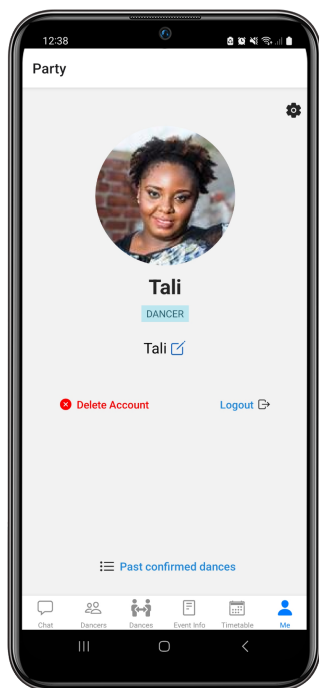 12:38
Party
Tali
DANCER
Tali
Delete Account
Logout
Past confirmed dances
Chat
Dancers
Dances
Event Info
Timetable
Me